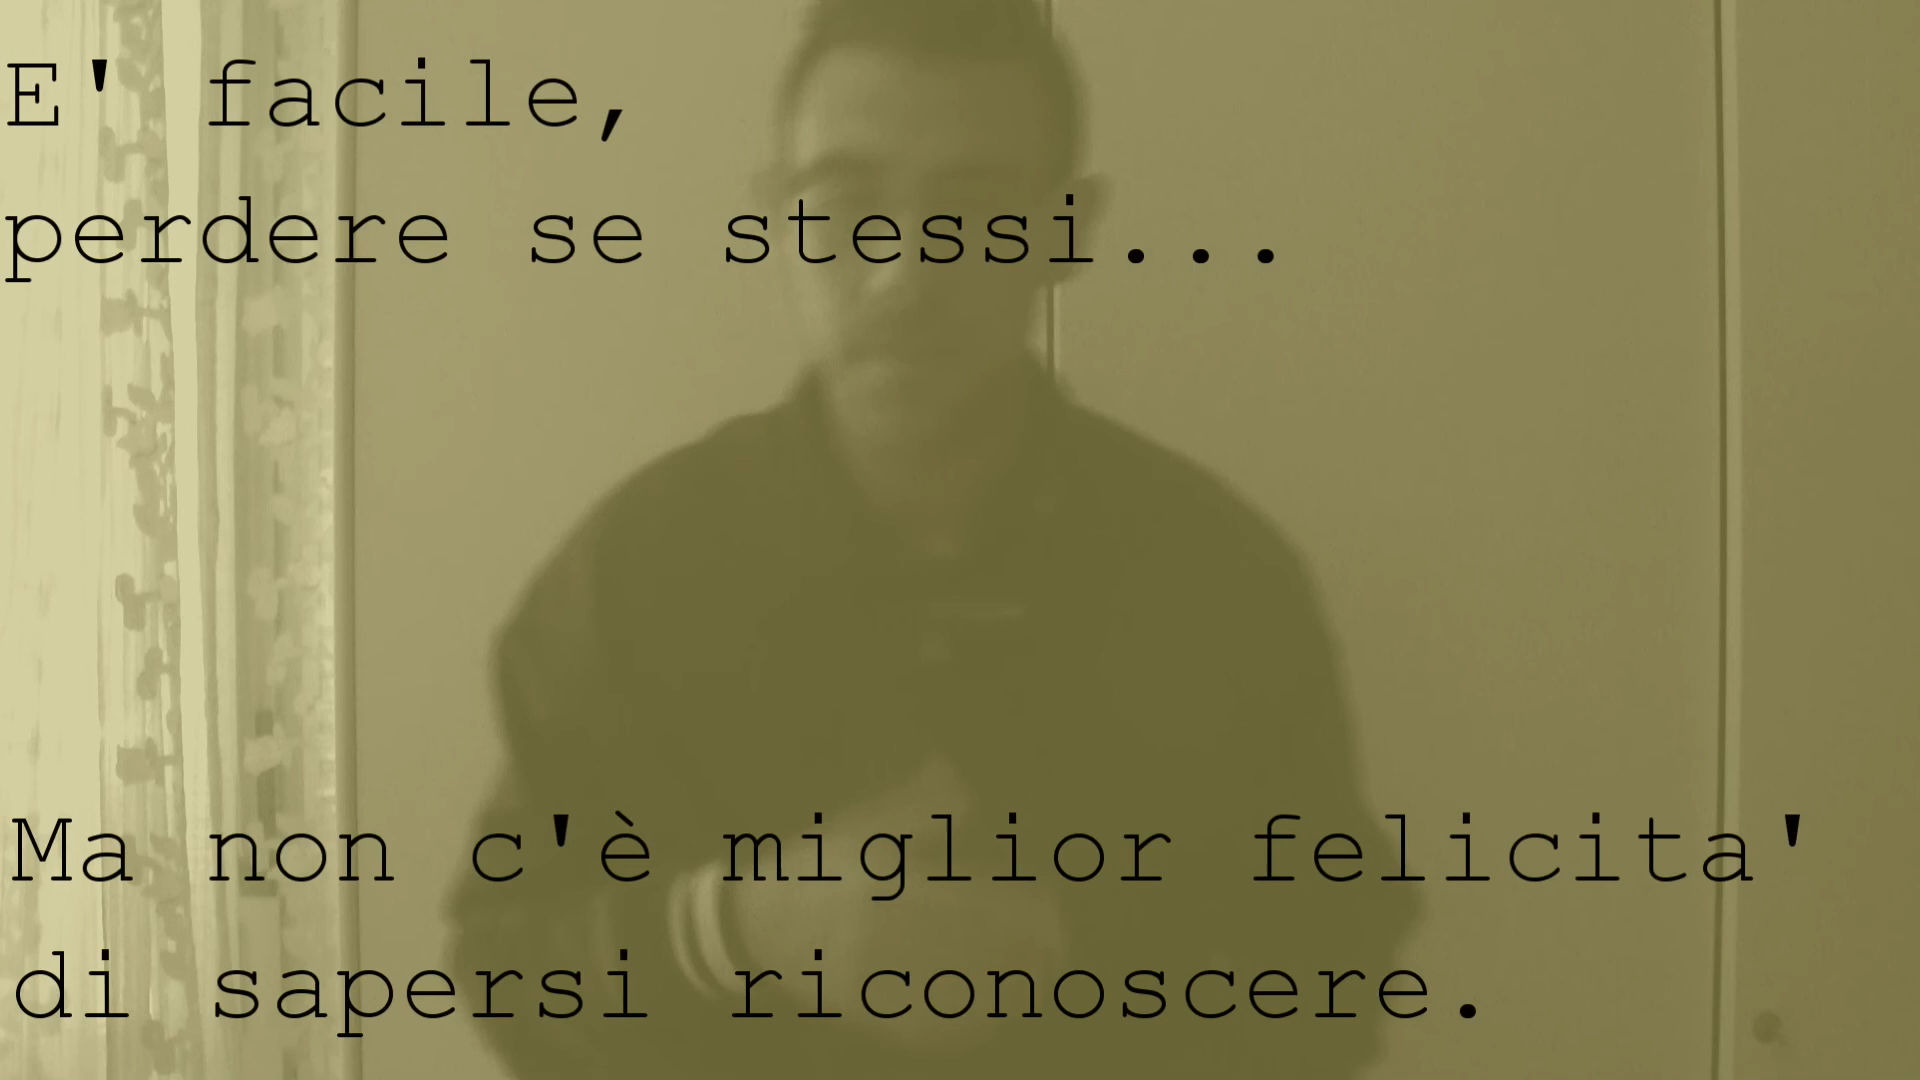 E' facile,
perdere se stessi...
Ma non c'è miglior felicita'
di sapersi riconoscere.